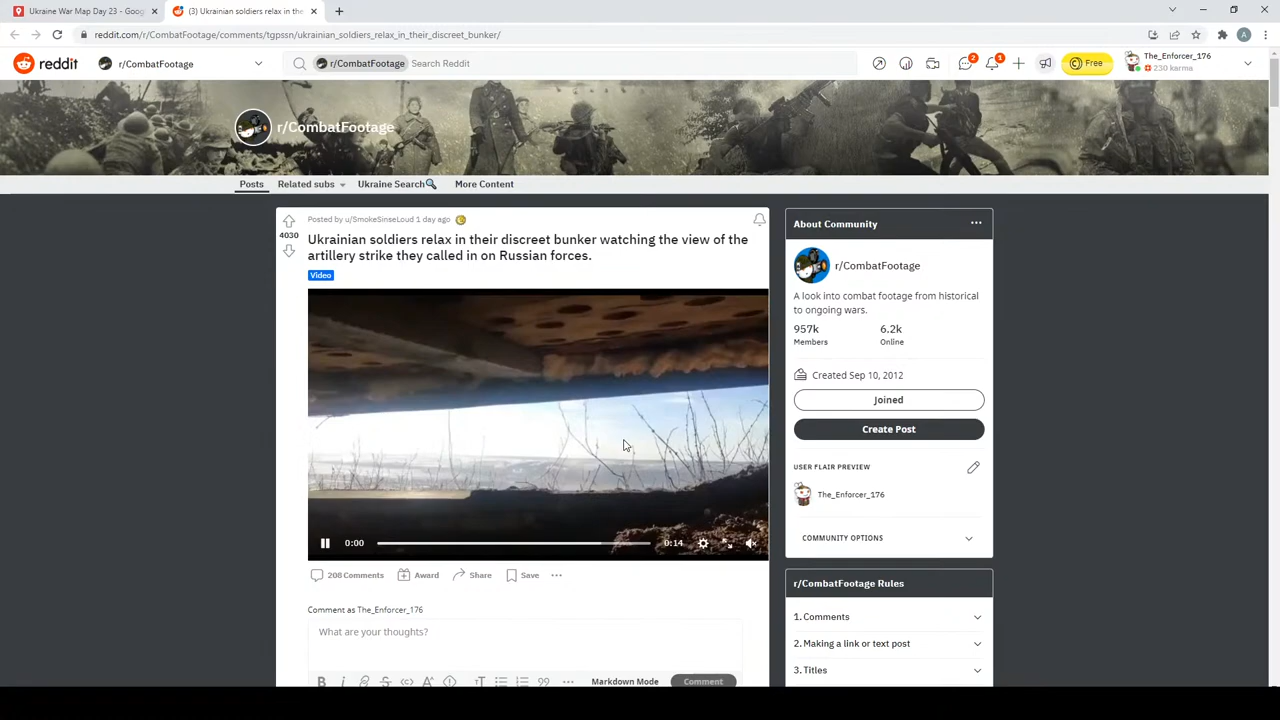 Ukraine War Map Day 23 - Goog
(3) Ukrainian soldiers relax in the
reddit.com/r/CombatFootage/comments/tgpssn/ukrainian_soldiers_relax_in_their_discreet_bunker/
A
reddit
r/CombatFootage
r/CombatFootage
Search Reddit
2
1
Free
The_Enforcer_176
230 karma
r/CombatFootage
Posts
Related subs
Ukraine Search
More Content
4030
Posted by u/SmokeSinseLoud 1 day ago
Ukrainian soldiers relax in their discreet bunker watching the view of the
artillery strike they called in on Russian forces.
Video
0:00
0:14
208 Comments
Award
Share
Save
Comment as The_Enforcer_176
What are your thoughts?
Markdown Mode
Comment
About Community
r/CombatFootage
A look into combat footage from historical
to ongoing wars.
957k
6.2k
Members
Online
Created Sep 10, 2012
Joined
Create Post
USER FLAIR PREVIEW
The_Enforcer_176
COMMUNITY OPTIONS
r/CombatFootage Rules
1. Comments
2. Making a link or text post
3. Titles